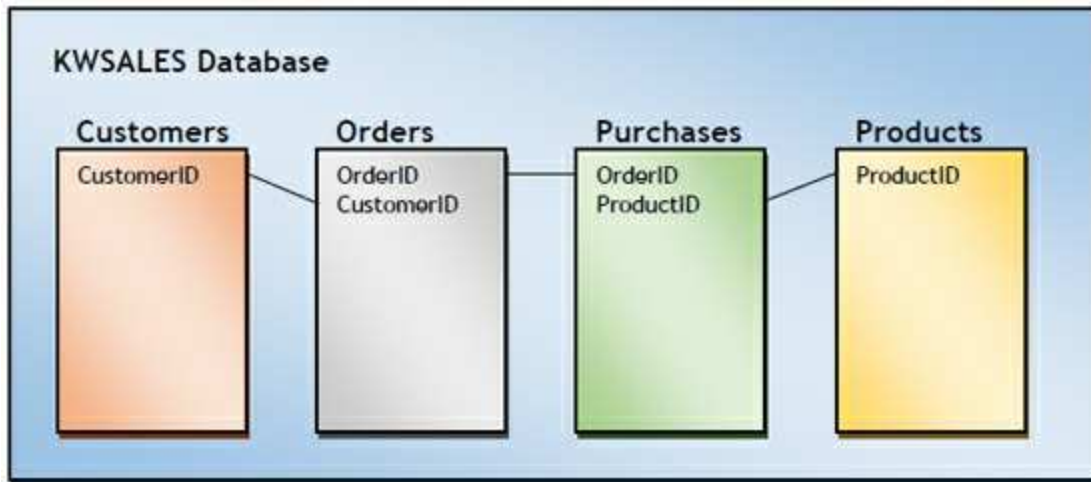 KWSALES Database
Customers
CustomerID
Orders
OrderID
CustomerID
Purchases
OrderID
ProductID
Products
ProductID